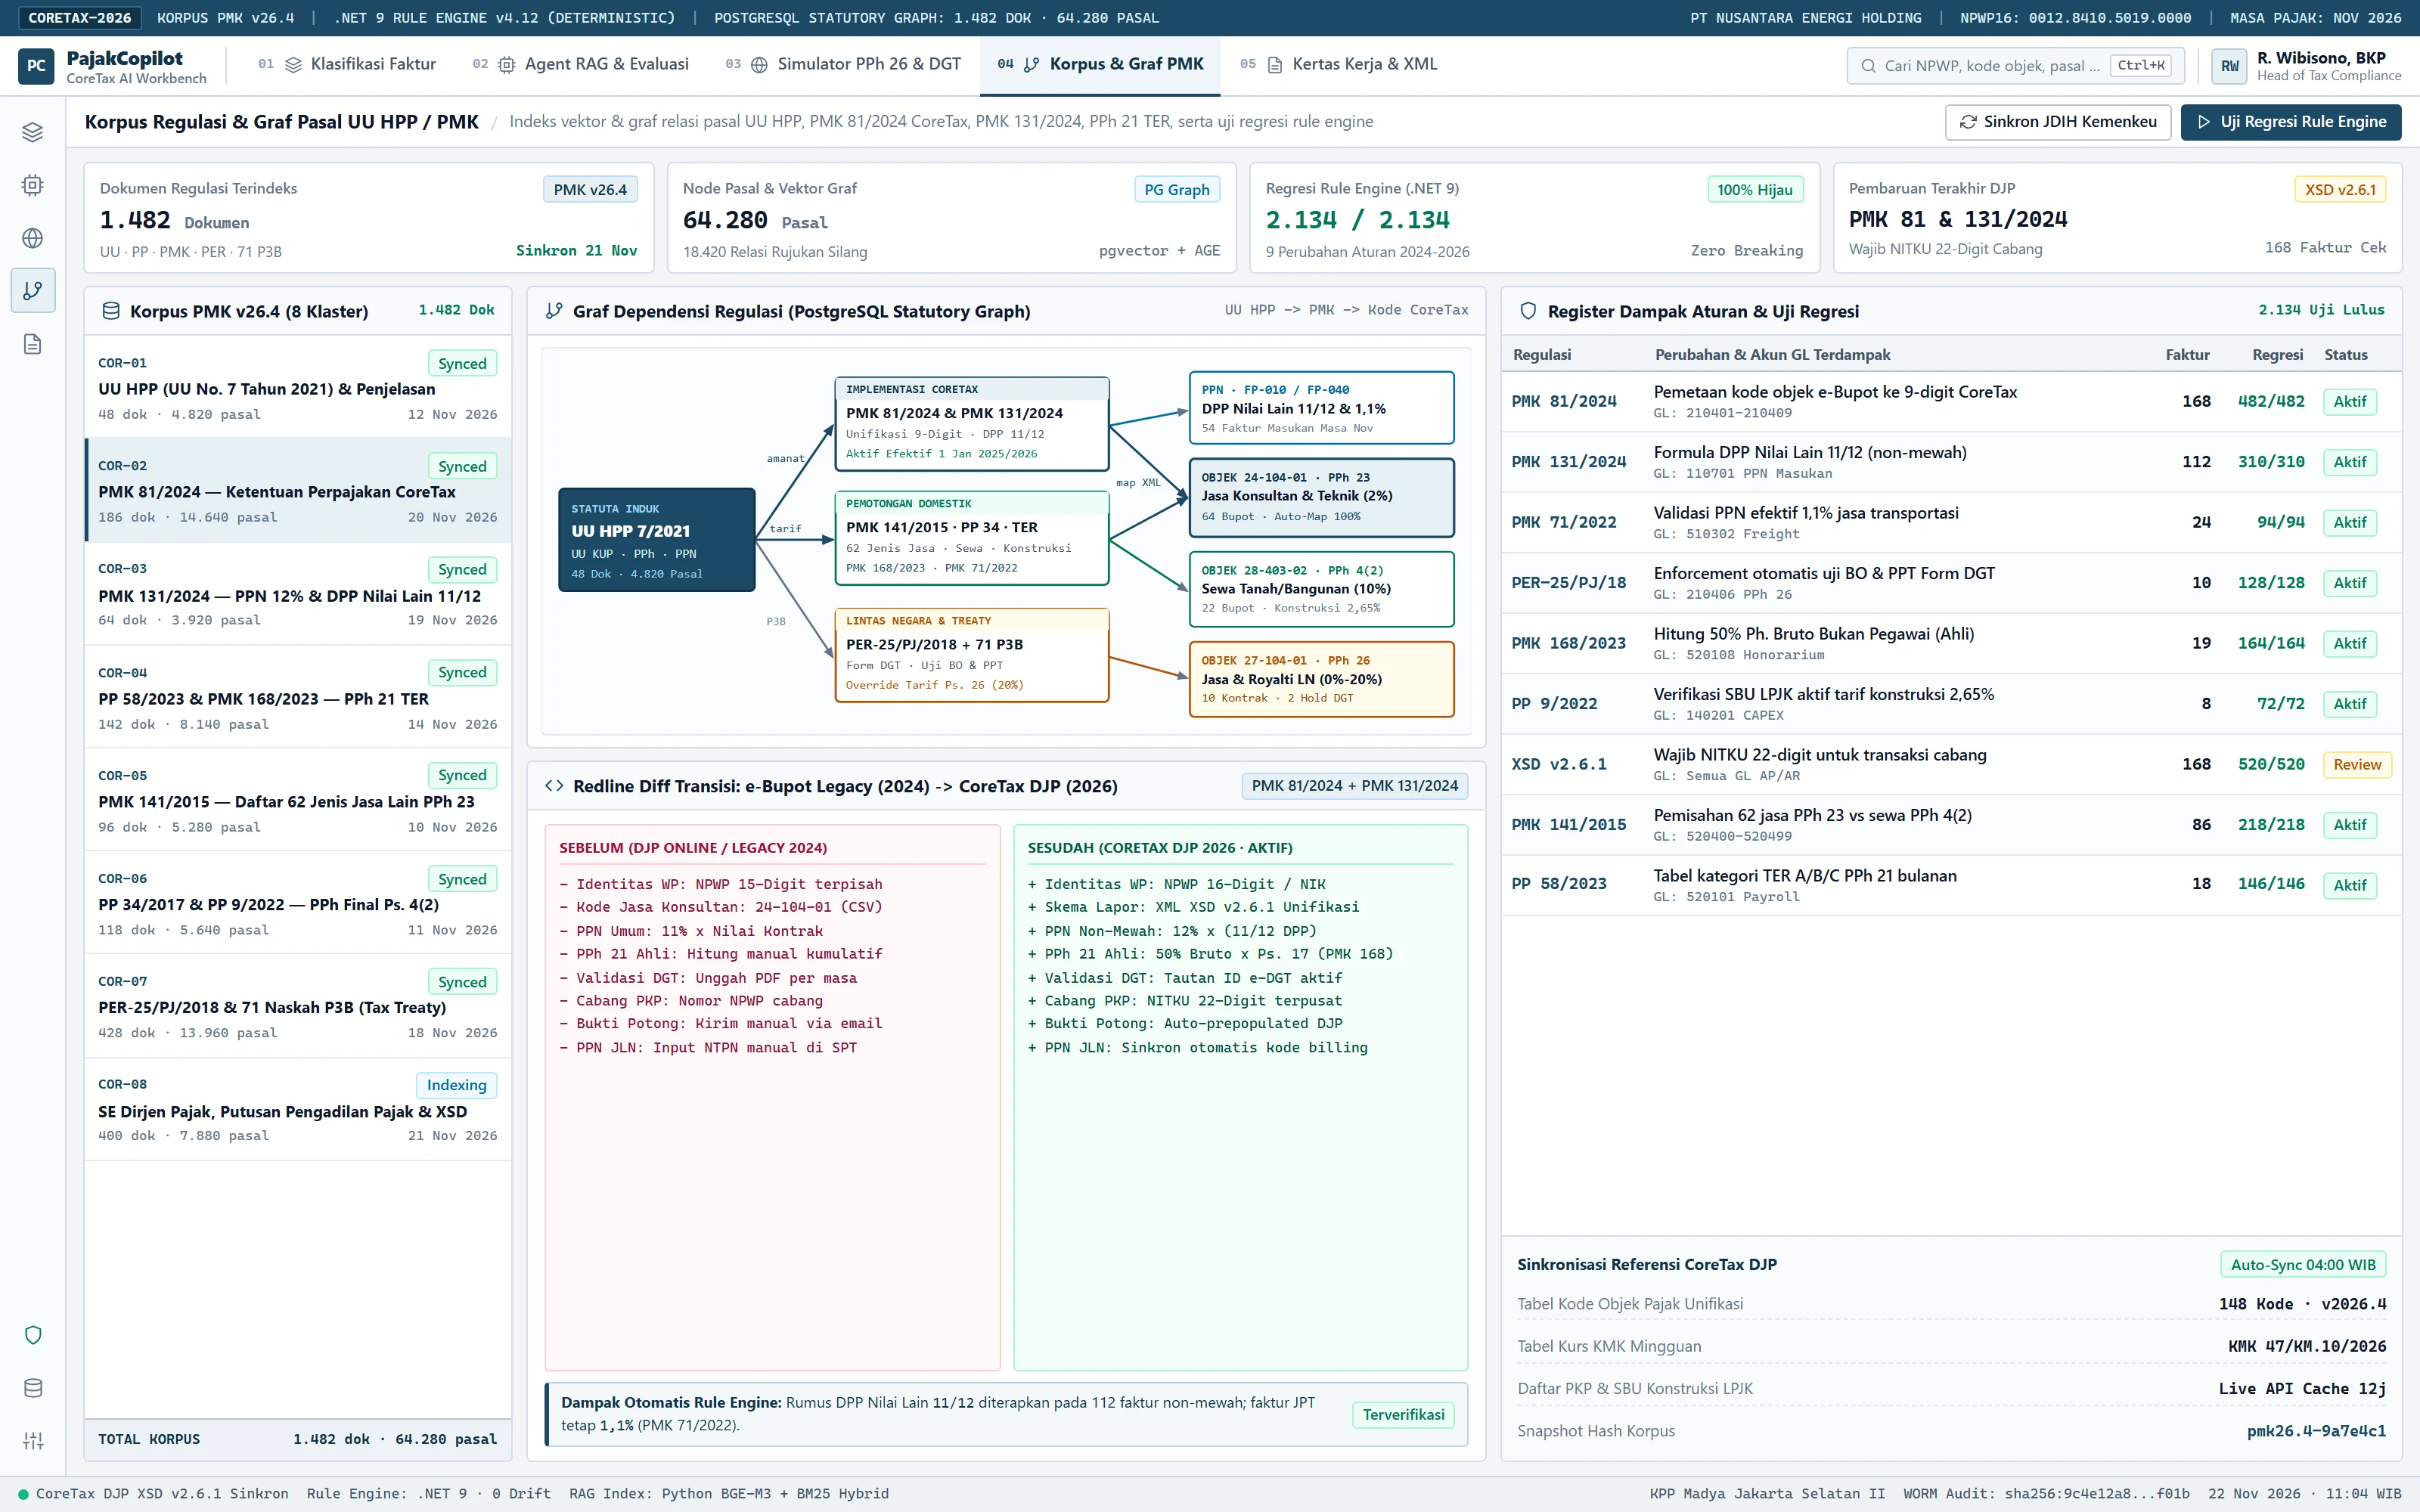 CORETAX-2026 KORPUS PMK v26.4 | .NET 9 RULE ENGINE v4.12 (DETERMINISTIC) | POSTGRESQL STATUTORY GRAPH: 1.482 DOK · 64.280 PASAL
PT NUSANTARA ENERGI HOLDING | NPWP16: 0012.8410.5019.0000 | MASA PAJAK: NOV 2026
PC
PajakCopilot
CoreTax AI Workbench
01 Klasifikasi Faktur
02 Agent RAG & Evaluasi
03 Simulator PPh 26 & DGT
04 Korpus & Graf PMK
05 Kertas Kerja & XML
Cari NPWP, kode objek, pasal ... Ctrl+K
RW
R. Wibisono, BKP
Head of Tax Compliance
Korpus Regulasi & Graf Pasal UU HPP / PMK / Indeks vektor & graf relasi pasal UU HPP, PMK 81/2024 CoreTax, PMK 131/2024, PPh 21 TER, serta uji regresi rule engine
Sinkron JDIH Kemenkeu
Uji Regresi Rule Engine
Dokumen Regulasi Terindeks PMK v26.4
1.482 Dokumen
UU · PP · PMK · PER · 71 P3B Sinkron 21 Nov
Node Pasal & Vektor Graf PG Graph
64.280 Pasal
18.420 Relasi Rujukan Silang pgvector + AGE
Regresi Rule Engine (.NET 9) 100% Hijau
2.134 / 2.134
9 Perubahan Aturan 2024-2026 Zero Breaking
Pembaruan Terakhir DJP XSD v2.6.1
PMK 81 & 131/2024
Wajib NITKU 22-Digit Cabang 168 Faktur Cek
Korpus PMK v26.4 (8 Klaster) 1.482 Dok
COR-01 Synced
UU HPP (UU No. 7 Tahun 2021) & Penjelasan
48 dok · 4.820 pasal 12 Nov 2026
COR-02 Synced
PMK 81/2024 — Ketentuan Perpajakan CoreTax
186 dok · 14.640 pasal 20 Nov 2026
COR-03 Synced
PMK 131/2024 — PPN 12% & DPP Nilai Lain 11/12
64 dok · 3.920 pasal 19 Nov 2026
COR-04 Synced
PP 58/2023 & PMK 168/2023 — PPh 21 TER
142 dok · 8.140 pasal 14 Nov 2026
COR-05 Synced
PMK 141/2015 — Daftar 62 Jenis Jasa Lain PPh 23
96 dok · 5.280 pasal 10 Nov 2026
COR-06 Synced
PP 34/2017 & PP 9/2022 — PPh Final Ps. 4(2)
118 dok · 5.640 pasal 11 Nov 2026
COR-07 Synced
PER-25/PJ/2018 & 71 Naskah P3B (Tax Treaty)
428 dok · 13.960 pasal 18 Nov 2026
COR-08 Indexing
SE Dirjen Pajak, Putusan Pengadilan Pajak & XSD
400 dok · 7.880 pasal 21 Nov 2026
TOTAL KORPUS 1.482 dok · 64.280 pasal
Graf Dependensi Regulasi (PostgreSQL Statutory Graph) UU HPP -> PMK -> Kode CoreTax
STATUTA INDUK
UU HPP 7/2021
UU KUP · PPh · PPN
48 Dok · 4.820 Pasal
amanat
tarif
P3B
IMPLEMENTASI CORETAX
PMK 81/2024 & PMK 131/2024
Unifikasi 9-Digit · DPP 11/12
Aktif Efektif 1 Jan 2025/2026
PEMOTONGAN DOMESTIK
PMK 141/2015 · PP 34 · TER
62 Jenis Jasa · Sewa · Konstruksi
PMK 168/2023 · PMK 71/2022
LINTAS NEGARA & TREATY
PER-25/PJ/2018 + 71 P3B
Form DGT · Uji BO & PPT
Override Tarif Ps. 26 (20%)
map XML
PPN · FP-010 / FP-040
DPP Nilai Lain 11/12 & 1,1%
54 Faktur Masukan Masa Nov
OBJEK 24-104-01 · PPh 23
Jasa Konsultan & Teknik (2%)
64 Bupot · Auto-Map 100%
OBJEK 28-403-02 · PPh 4(2)
Sewa Tanah/Bangunan (10%)
22 Bupot · Konstruksi 2,65%
OBJEK 27-104-01 · PPh 26
Jasa & Royalti LN (0%-20%)
10 Kontrak · 2 Hold DGT
Redline Diff Transisi: e-Bupot Legacy (2024) -> CoreTax DJP (2026) PMK 81/2024 + PMK 131/2024
SEBELUM (DJP ONLINE / LEGACY 2024)
- Identitas WP: NPWP 15-Digit terpisah
- Kode Jasa Konsultan: 24-104-01 (CSV)
- PPN Umum: 11% x Nilai Kontrak
- PPh 21 Ahli: Hitung manual kumulatif
- Validasi DGT: Unggah PDF per masa
- Cabang PKP: Nomor NPWP cabang
- Bukti Potong: Kirim manual via email
- PPN JLN: Input NTPN manual di SPT
SESUDAH (CORETAX DJP 2026 · AKTIF)
+ Identitas WP: NPWP 16-Digit / NIK
+ Skema Lapor: XML XSD v2.6.1 Unifikasi
+ PPN Non-Mewah: 12% x (11/12 DPP)
+ PPh 21 Ahli: 50% Bruto x Ps. 17 (PMK 168)
+ Validasi DGT: Tautan ID e-DGT aktif
+ Cabang PKP: NITKU 22-Digit terpusat
+ Bukti Potong: Auto-prepopulated DJP
+ PPN JLN: Sinkron otomatis kode billing
Dampak Otomatis Rule Engine: Rumus DPP Nilai Lain 11/12 diterapkan pada 112 faktur non-mewah; faktur JPT
tetap 1,1% (PMK 71/2022).
Terverifikasi
Register Dampak Aturan & Uji Regresi 2.134 Uji Lulus
Regulasi Perubahan & Akun GL Terdampak Faktur Regresi Status
PMK 81/2024 Pemetaan kode objek e-Bupot ke 9-digit CoreTax 168 482/482 Aktif
GL: 210401-210409
PMK 131/2024 Formula DPP Nilai Lain 11/12 (non-mewah) 112 310/310 Aktif
GL: 110701 PPN Masukan
PMK 71/2022 Validasi PPN efektif 1,1% jasa transportasi 24 94/94 Aktif
GL: 510302 Freight
PER-25/PJ/18 Enforcement otomatis uji BO & PPT Form DGT 10 128/128 Aktif
GL: 210406 PPh 26
PMK 168/2023 Hitung 50% Ph. Bruto Bukan Pegawai (Ahli) 19 164/164 Aktif
GL: 520108 Honorarium
PP 9/2022 Verifikasi SBU LPJK aktif tarif konstruksi 2,65% 8 72/72 Aktif
GL: 140201 CAPEX
XSD v2.6.1 Wajib NITKU 22-digit untuk transaksi cabang 168 520/520 Review
GL: Semua GL AP/AR
PMK 141/2015 Pemisahan 62 jasa PPh 23 vs sewa PPh 4(2) 86 218/218 Aktif
GL: 520400-520499
PP 58/2023 Tabel kategori TER A/B/C PPh 21 bulanan 18 146/146 Aktif
GL: 520101 Payroll
Sinkronisasi Referensi CoreTax DJP Auto-Sync 04:00 WIB
Tabel Kode Objek Pajak Unifikasi 148 Kode · v2026.4
Tabel Kurs KMK Mingguan KMK 47/KM.10/2026
Daftar PKP & SBU Konstruksi LPJK Live API Cache 12j
Snapshot Hash Korpus pmk26.4-9a7e4c1
CoreTax DJP XSD v2.6.1 Sinkron Rule Engine: .NET 9 · 0 Drift RAG Index: Python BGE-M3 + BM25 Hybrid
KPP Madya Jakarta Selatan II WORM Audit: sha256:9c4e12a8...f01b 22 Nov 2026 · 11:04 WIB